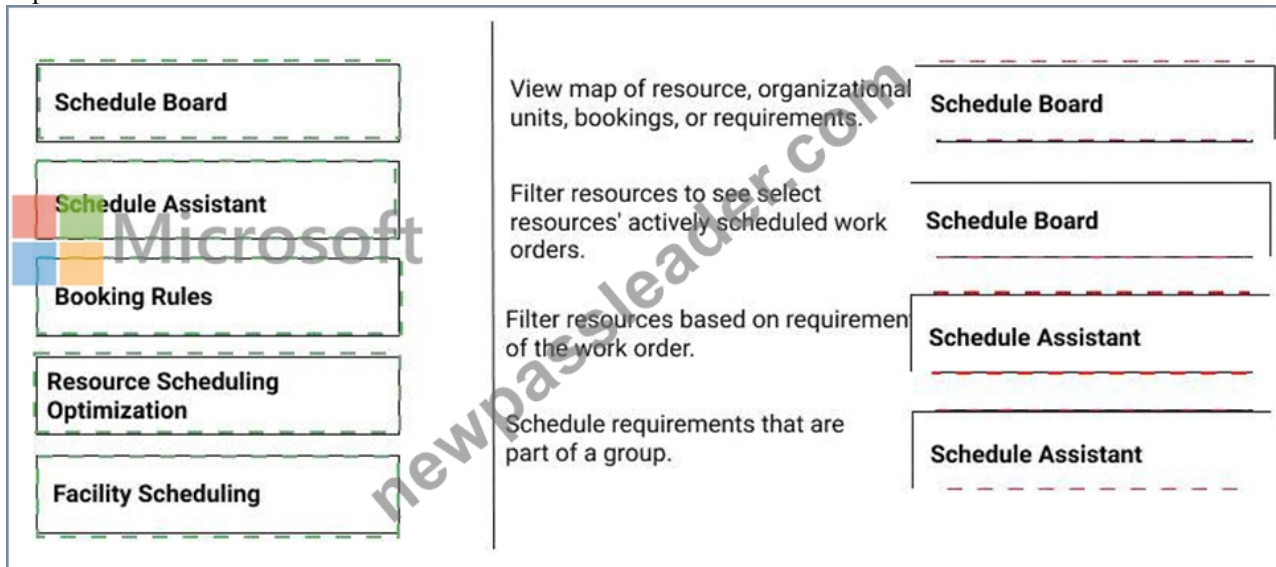 Schedule Board
Schedule Assistant
Microsoft
Booking Rules
Resource Scheduling
Optimization
Facility Scheduling
View map of resource, organizational
units, bookings, or requirements.
Schedule Board
Filter resources to see select
resources' actively scheduled work
orders.
Schedule Board
Filter resources based on requiremen
of the work order.
Schedule Assistant
Schedule requirements that are
part of a group.
Schedule Assistant
newpassleader.com